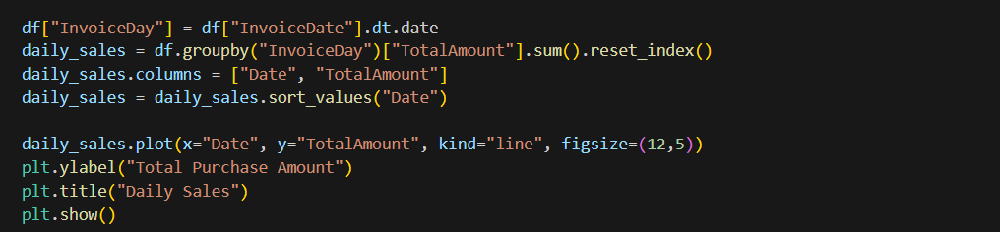 df["InvoiceDay"] = df["InvoiceDate"].dt.date
daily_sales = df.groupby("InvoiceDay")["TotalAmount"].sum().reset_index()
daily_sales.columns = ["Date", "TotalAmount"]
daily_sales = daily_sales.sort_values("Date")

daily_sales.plot(x="Date", y="TotalAmount", kind="line", figsize=(12,5))
plt.ylabel("Total Purchase Amount")
plt.title("Daily Sales")
plt.show()